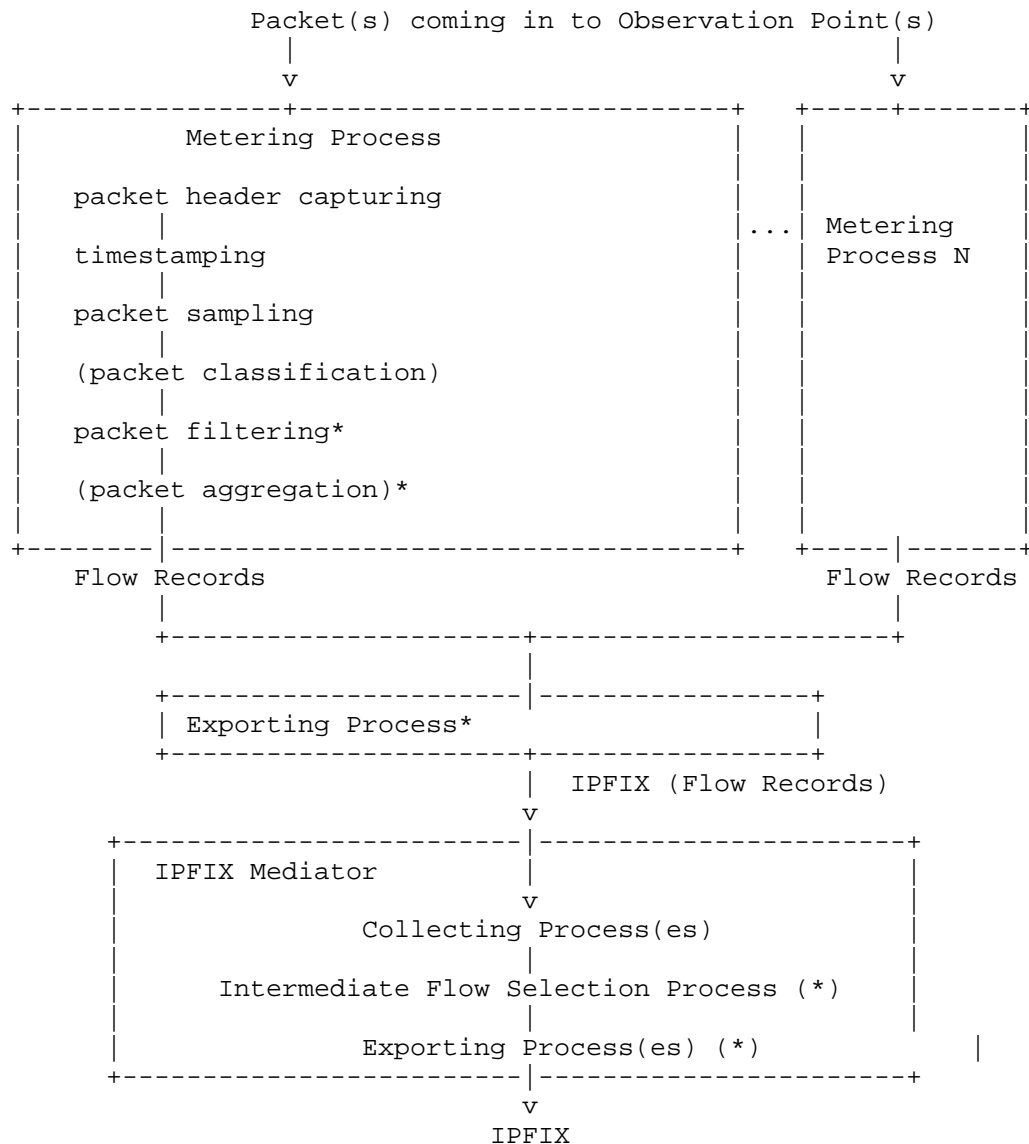 Packet(s) coming in to Observation Point(s)
Metering Process
packet header capturing
... Metering
timestamping Process N
packet sampling
(packet classification)
packet filtering*
(packet aggregation)*
Flow Records Flow Records
Exporting Process*
IPFIX (Flow Records)
IPFIX Mediator
Collecting Process(es)
Intermediate Flow Selection Process (*)
Exporting Process(es) (*)
IPFIX